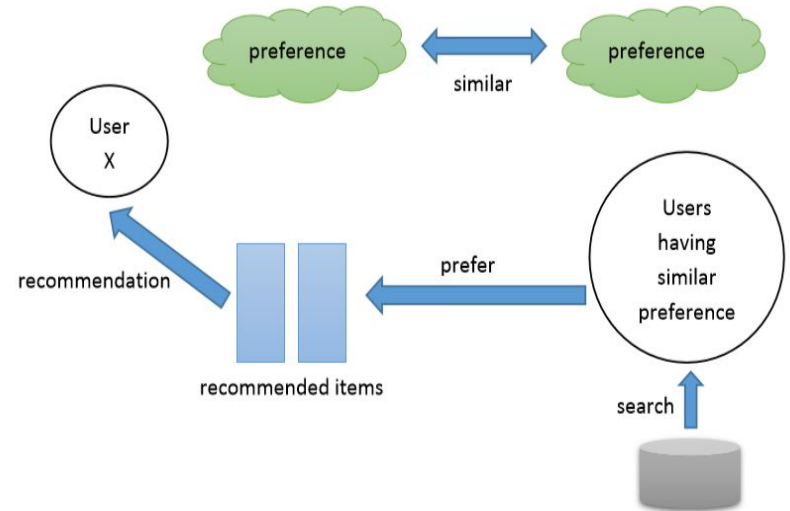 preference
preference
similar
User
X
Users
having
similar
preference
recommendation
prefer
recommended items
search